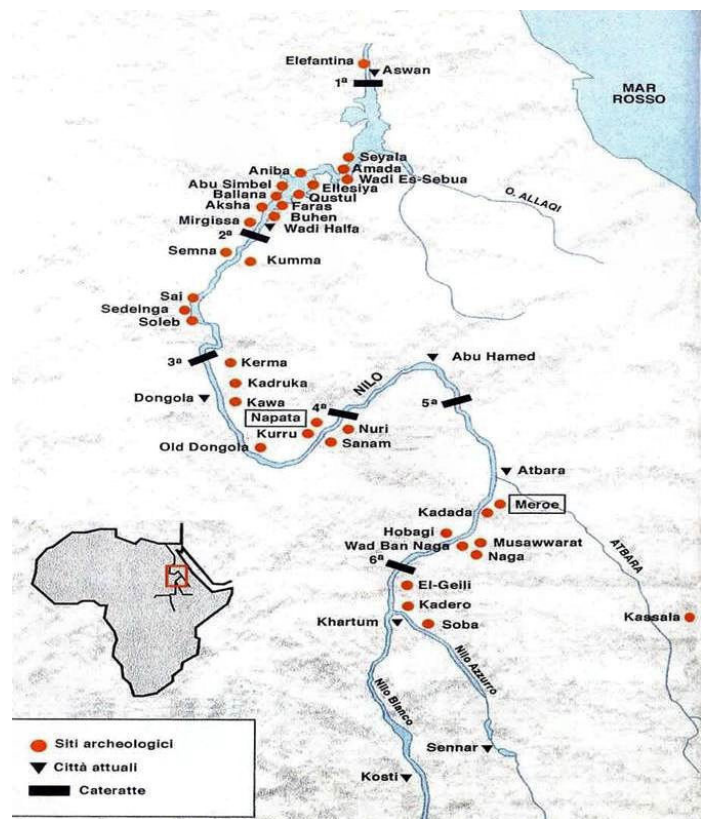 Elefantina
Aswan
1ª
MAR
ROSSO
Seyala
Aniba
Amada
Wadi Es-Sebua
Abu Simbel
Ellesiya
Baliana
Qustul
Aksha
Faras
Mirgissa
Buhen
2ª
Wadi Halfa
O. ALLAQI
Semna
Kumma
Sai
Sedelnga
Soleb
3ª
Kerma
Abu Hamed
Kadruka
NILO
Dongola
Kawa
5ª
Napata
4ª
Kurru
Nuri
Sanam
Old Dongola
Atbara
Meroe
Kadada
Hobagi
Musawwarat
Wad Ban Naga
Naga
ATBARA
6ª
El-Geili
Kadero
Kassala
Khartum
Soba
Nilo Azzurro
Nilo Bianco
Sennar
Kosti
Siti archeologici
Città attuali
Cateratte